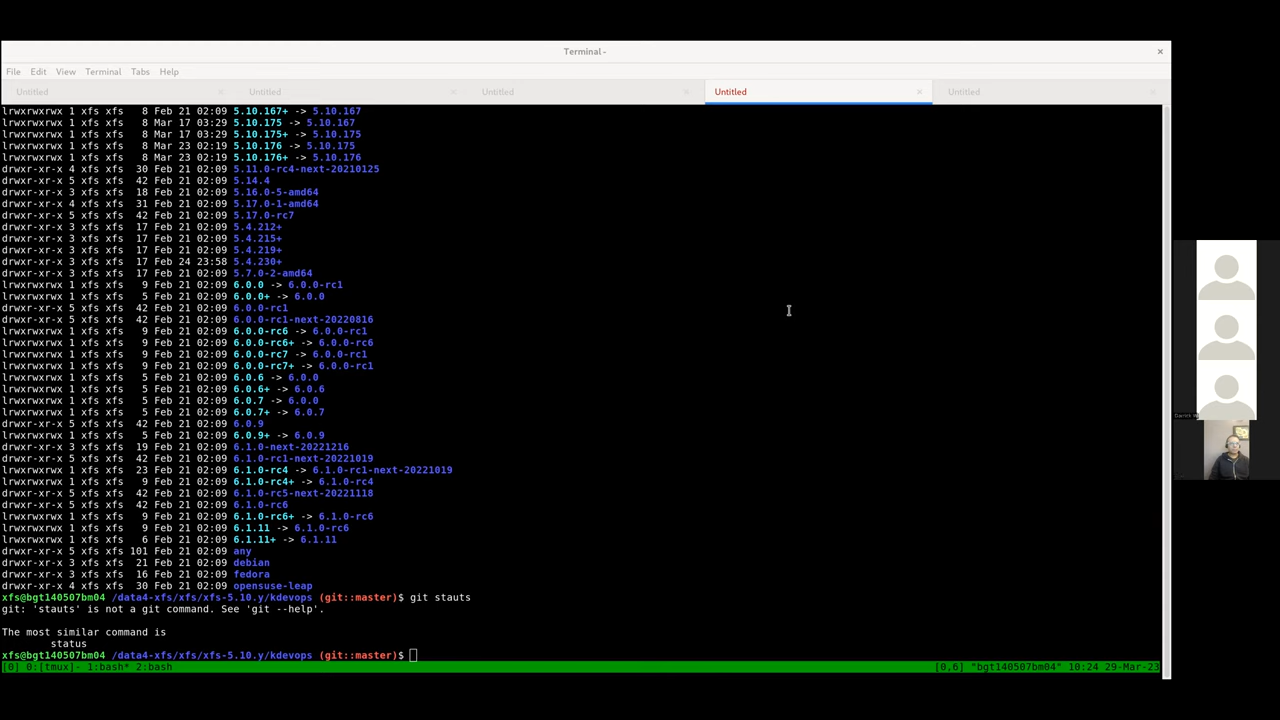 Terminal -
File Edit View Terminal Tabs Help
Untitled Untitled Untitled Untitled Untitled
lrwxrwxrwx 1 xfs xfs   8 Feb 21 02:09 5.10.167+ -> 5.10.167
lrwxrwxrwx 1 xfs xfs   8 Mar 17 03:29 5.10.175 -> 5.10.167
lrwxrwxrwx 1 xfs xfs   8 Mar 17 03:29 5.10.175+ -> 5.10.175
lrwxrwxrwx 1 xfs xfs   8 Mar 23 02:19 5.10.176 -> 5.10.175
lrwxrwxrwx 1 xfs xfs   8 Mar 23 02:19 5.10.176+ -> 5.10.176
drwxr-xr-x 4 xfs xfs  30 Feb 21 02:09 5.11.0-rc4-next-20210125
drwxr-xr-x 5 xfs xfs  42 Feb 21 02:09 5.14.4
drwxr-xr-x 3 xfs xfs  18 Feb 21 02:09 5.16.0-5-amd64
drwxr-xr-x 4 xfs xfs  31 Feb 21 02:09 5.17.0-1-amd64
drwxr-xr-x 5 xfs xfs  42 Feb 21 02:09 5.17.0-rc7
drwxr-xr-x 3 xfs xfs  17 Feb 21 02:09 5.4.212+
drwxr-xr-x 3 xfs xfs  17 Feb 21 02:09 5.4.215+
drwxr-xr-x 3 xfs xfs  17 Feb 21 02:09 5.4.219+
drwxr-xr-x 3 xfs xfs  17 Feb 24 23:58 5.4.230+
drwxr-xr-x 3 xfs xfs  17 Feb 21 02:09 5.7.0-2-amd64
lrwxrwxrwx 1 xfs xfs   9 Feb 21 02:09 6.0.0 -> 6.0.0-rc1
lrwxrwxrwx 1 xfs xfs   5 Feb 21 02:09 6.0.0+ -> 6.0.0
drwxr-xr-x 5 xfs xfs  42 Feb 21 02:09 6.0.0-rc1
drwxr-xr-x 5 xfs xfs  42 Feb 21 02:09 6.0.0-rc1-next-20220816
lrwxrwxrwx 1 xfs xfs   9 Feb 21 02:09 6.0.0-rc6 -> 6.0.0-rc1
lrwxrwxrwx 1 xfs xfs   9 Feb 21 02:09 6.0.0-rc6+ -> 6.0.0-rc6
lrwxrwxrwx 1 xfs xfs   9 Feb 21 02:09 6.0.0-rc7 -> 6.0.0-rc1
lrwxrwxrwx 1 xfs xfs   9 Feb 21 02:09 6.0.0-rc7+ -> 6.0.0-rc1
lrwxrwxrwx 1 xfs xfs   5 Feb 21 02:09 6.0.6 -> 6.0.0
lrwxrwxrwx 1 xfs xfs   5 Feb 21 02:09 6.0.6+ -> 6.0.6
lrwxrwxrwx 1 xfs xfs   5 Feb 21 02:09 6.0.7 -> 6.0.0
lrwxrwxrwx 1 xfs xfs   5 Feb 21 02:09 6.0.7+ -> 6.0.7
drwxr-xr-x 5 xfs xfs  42 Feb 21 02:09 6.0.9
lrwxrwxrwx 1 xfs xfs   5 Feb 21 02:09 6.0.9+ -> 6.0.9
drwxr-xr-x 3 xfs xfs  19 Feb 21 02:09 6.1.0-next-20221216
drwxr-xr-x 5 xfs xfs  42 Feb 21 02:09 6.1.0-rc1-next-20221019
lrwxrwxrwx 1 xfs xfs  23 Feb 21 02:09 6.1.0-rc4 -> 6.1.0-rc1-next-20221019
lrwxrwxrwx 1 xfs xfs   9 Feb 21 02:09 6.1.0-rc4+ -> 6.1.0-rc4
drwxr-xr-x 5 xfs xfs  42 Feb 21 02:09 6.1.0-rc5-next-20221118
drwxr-xr-x 5 xfs xfs  42 Feb 21 02:09 6.1.0-rc6
lrwxrwxrwx 1 xfs xfs   9 Feb 21 02:09 6.1.0-rc6+ -> 6.1.0-rc6
lrwxrwxrwx 1 xfs xfs   9 Feb 21 02:09 6.1.11 -> 6.1.0-rc6
lrwxrwxrwx 1 xfs xfs   6 Feb 21 02:09 6.1.11+ -> 6.1.11
drwxr-xr-x 5 xfs xfs 101 Feb 21 02:09 any
drwxr-xr-x 3 xfs xfs  21 Feb 21 02:09 debian
drwxr-xr-x 3 xfs xfs  16 Feb 21 02:09 fedora
drwxr-xr-x 4 xfs xfs  30 Feb 21 02:09 opensuse-leap
xfs@bgt140507bm04 /data4-xfs/xfs/xfs-5.10.y/kdevops (git::master)$ git stauts
git: 'stauts' is not a git command. See 'git --help'.
The most similar command is
status
xfs@bgt140507bm04 /data4-xfs/xfs/xfs-5.10.y/kdevops (git::master)$
[0] 0:[tmux]- 1:bash* 2:bash [0,6] "bgt140507bm04" 10:24 29-Mar-23